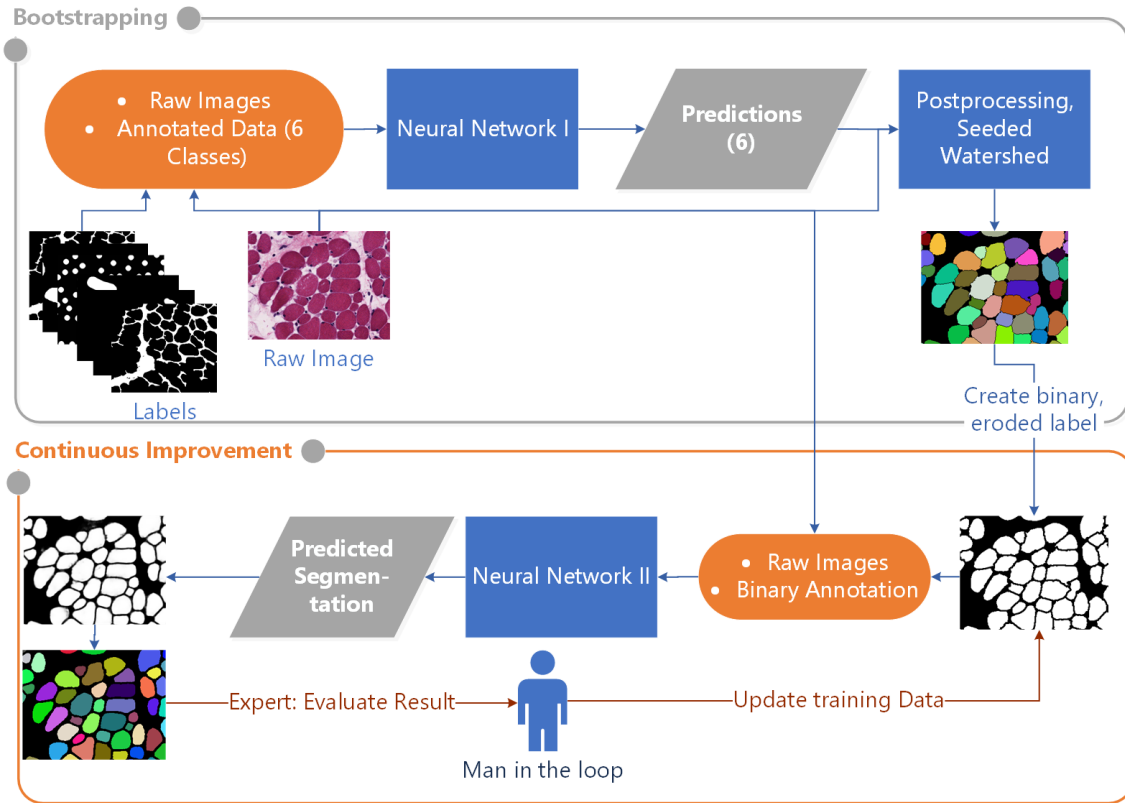 Bootstrapping
• Raw Images
• Annotated Data (6
Classes)
Neural Network I
Predictions
(6)
Postprocessing,
Seeded
Watershed
Raw Image
Labels
Create binary,
eroded label
Continuous Improvement
Predicted
Segmen-
tation
Neural Network II
• Raw Images
• Binary Annotation
Expert: Evaluate Result
Update training Data
Man in the loop